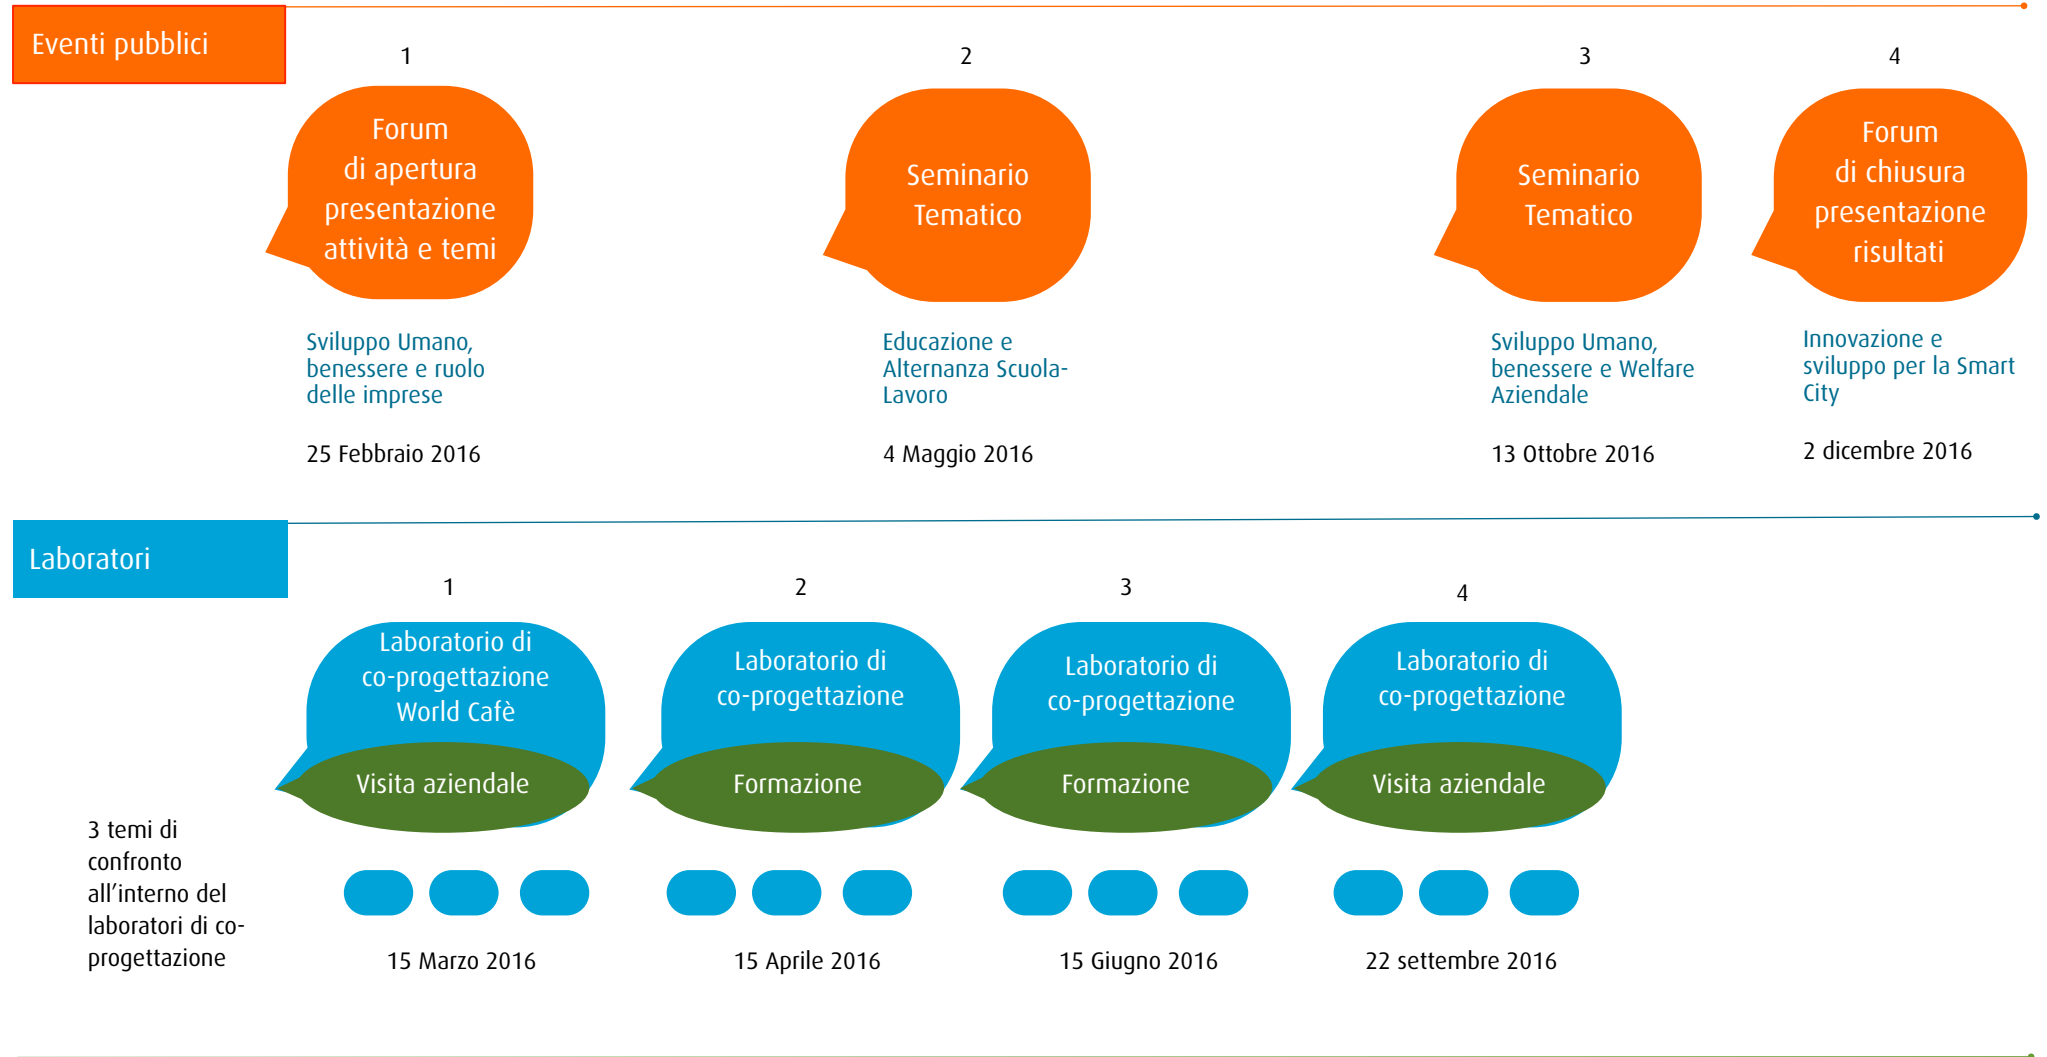 Eventi pubblici
1
2
3
4
Forum
di apertura
presentazione
attività e temi
Seminario
Tematico
Seminario
Tematico
Forum
di chiusura
presentazione
risultati
Sviluppo Umano,
benessere e ruolo
delle imprese
25 Febbraio 2016
Educazione e
Alternanza Scuola-
Lavoro
4 Maggio 2016
Sviluppo Umano,
benessere e Welfare
Aziendale
13 Ottobre 2016
Innovazione e
sviluppo per la Smart
City
2 dicembre 2016
Laboratori
1
2
3
4
Laboratorio di
co-progettazione
World Cafè
Visita aziendale
Laboratorio di
co-progettazione
Formazione
Laboratorio di
co-progettazione
Formazione
Laboratorio di
co-progettazione
Visita aziendale
3 temi di
confronto
all'interno del
laboratori di co-
progettazione
15 Marzo 2016
15 Aprile 2016
15 Giugno 2016
22 settembre 2016